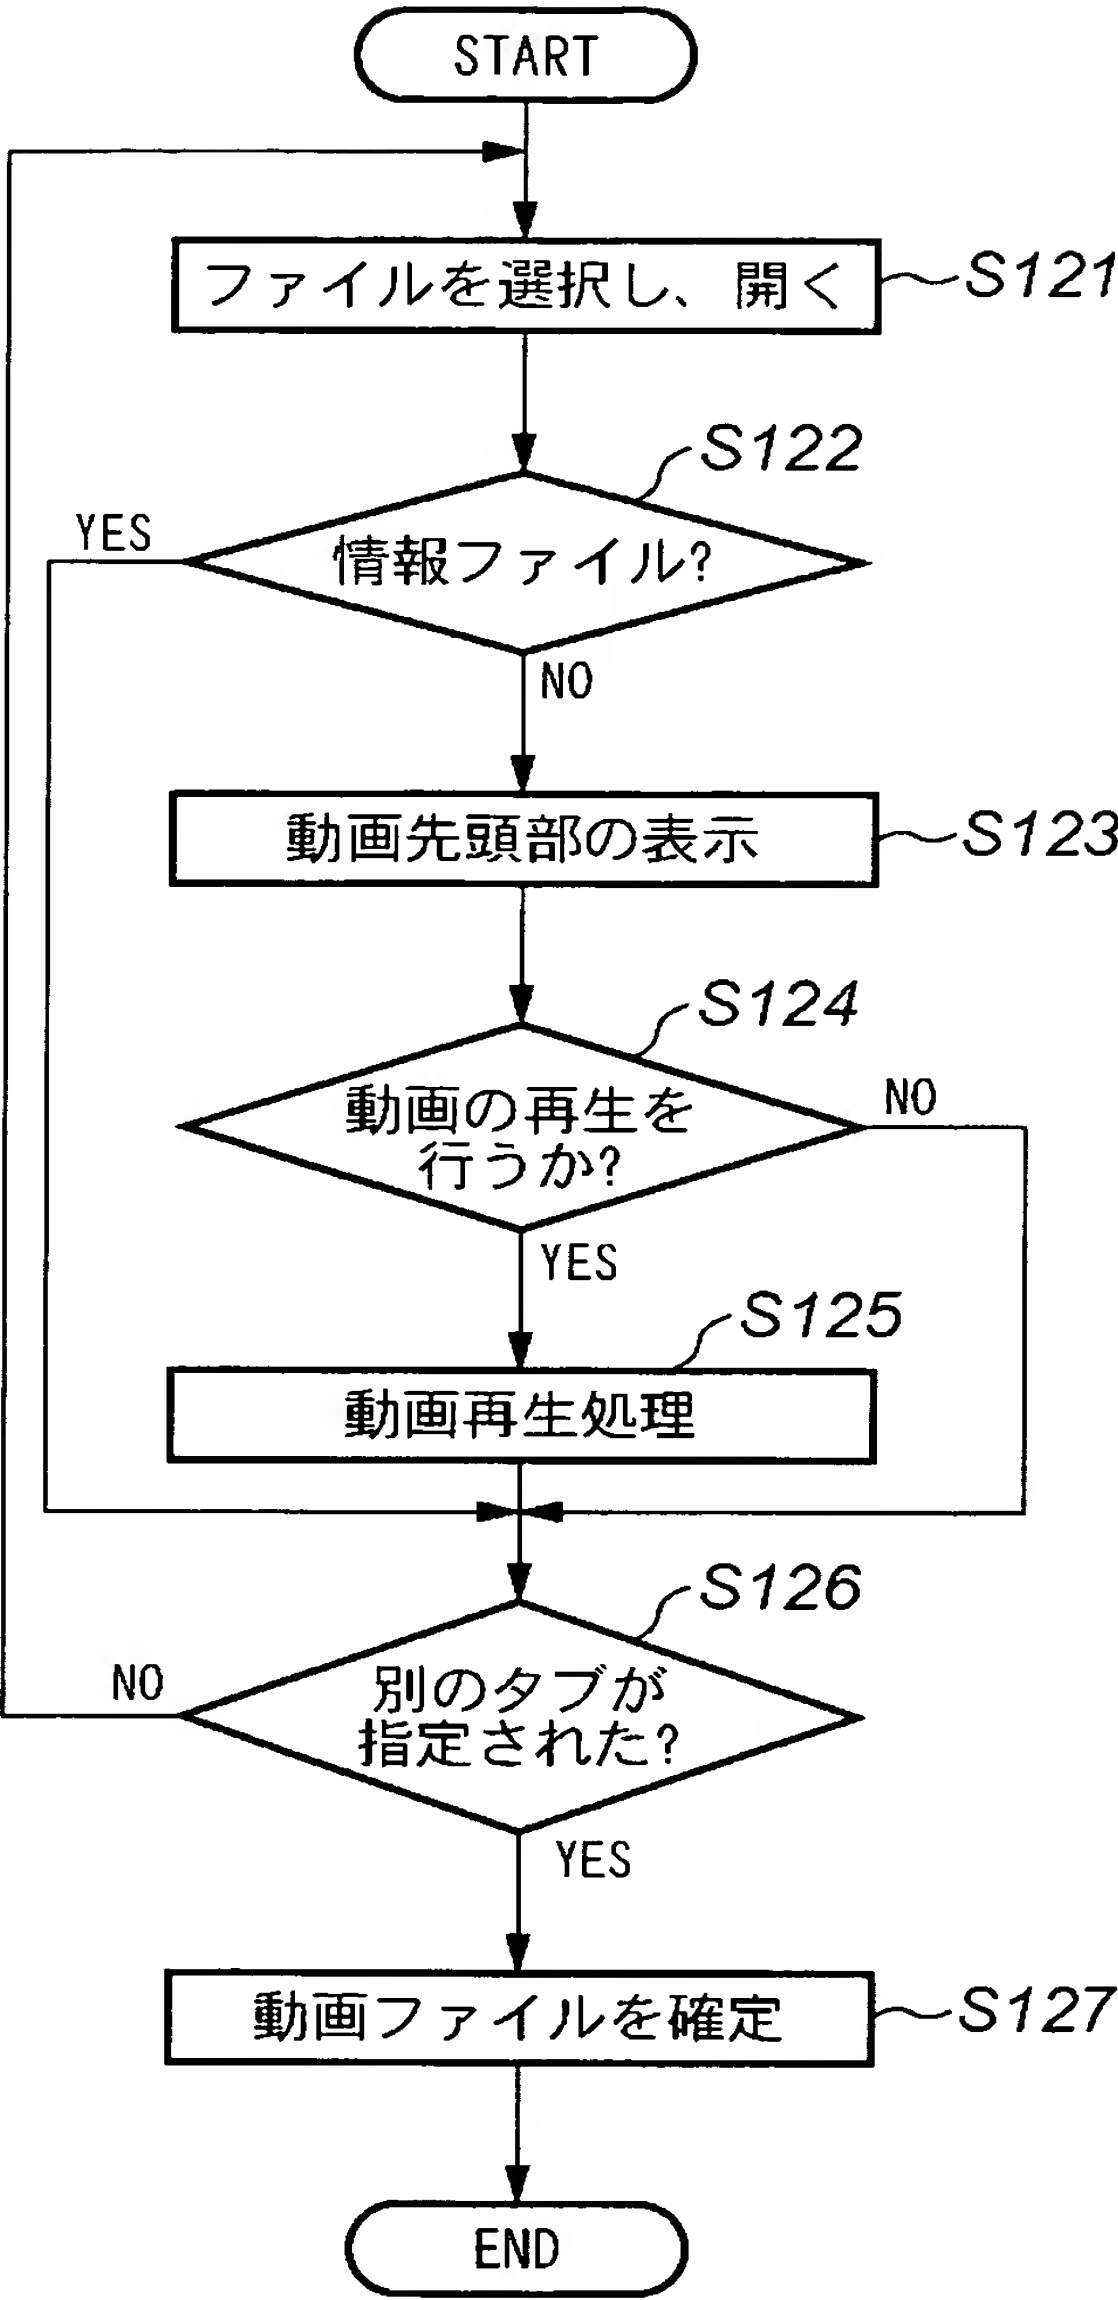 START
ファイルを選択し、開く
S121
S122
YES
情報ファイル?
NO
動画先頭部の表示
S123
S124
動画の再生を
行うか?
NO
YES
S125
動画再生処理
S126
NO
別のタブが
指定された?
YES
動画ファイルを確定
S127
END